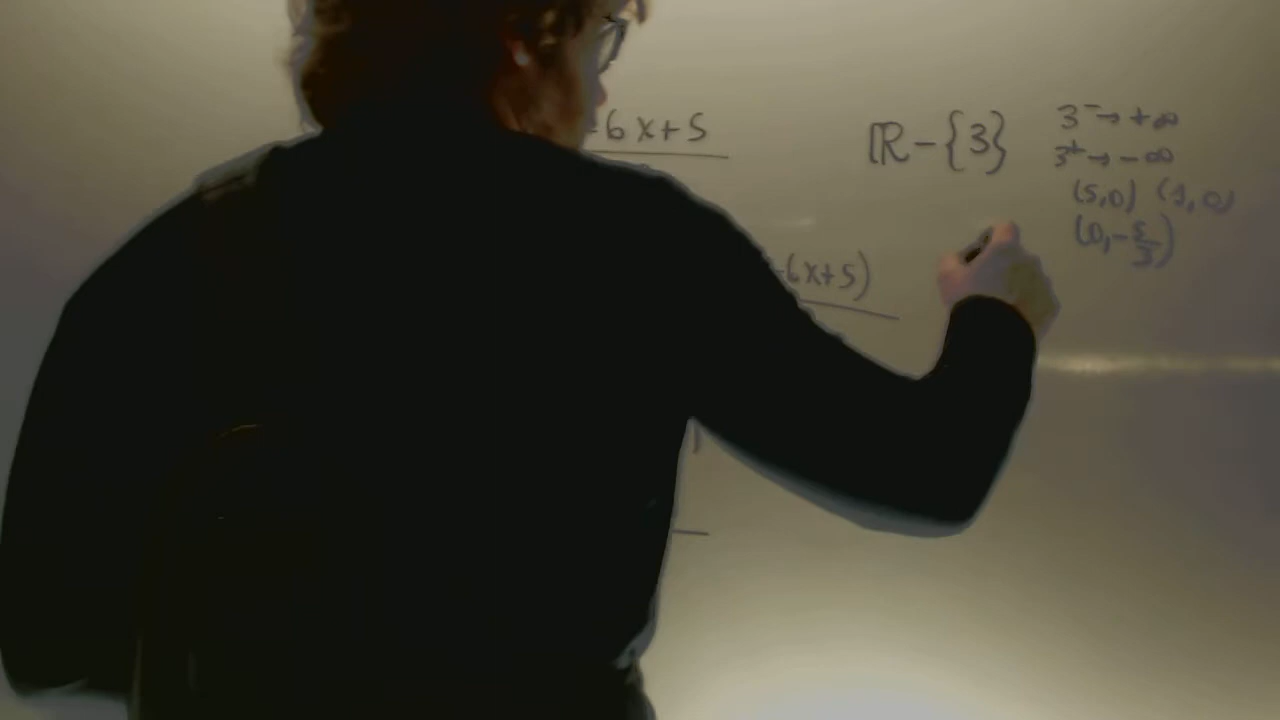 -6x+5
ℝ-{3}
3⁻→+∞
3⁺→-∞
(5,0) (1,0)
(0,-5/3)
-6x+5)